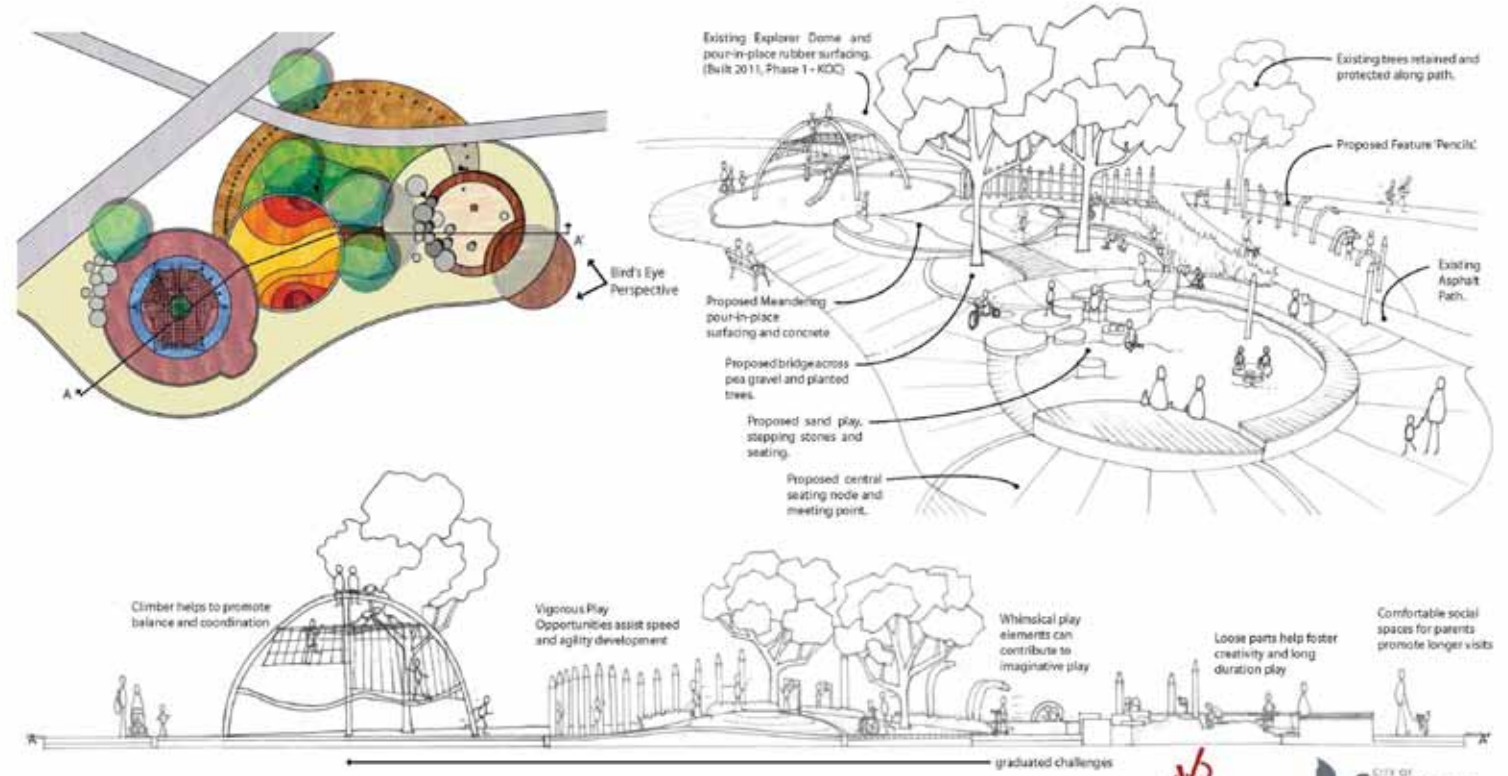 Existing Explorer Dome and
pour-in-place rubber surfacing.
(Built 2011, Phase 1 - KOC)
Existing trees retained and
protected along path.
Proposed Feature 'Pencils'.
Existing
Asphalt
Path.
Proposed Meandering
pour-in-place
surfacing and concrete
Proposed bridge across
pea gravel and planted
trees.
Proposed sand play,
stepping stones and
seating.
Proposed central
seating node and
meeting point.
A'
Bird's Eye
Perspective
A
Climber helps to promote
balance and coordination
Vigorous Play
Opportunities assist speed
and agility development
Whimsical play
elements can
contribute to
imaginative play
Loose parts help foster
creativity and long
duration play
Comfortable social
spaces for parents
promote longer visits
A
A'
graduated challenges
CITY OF